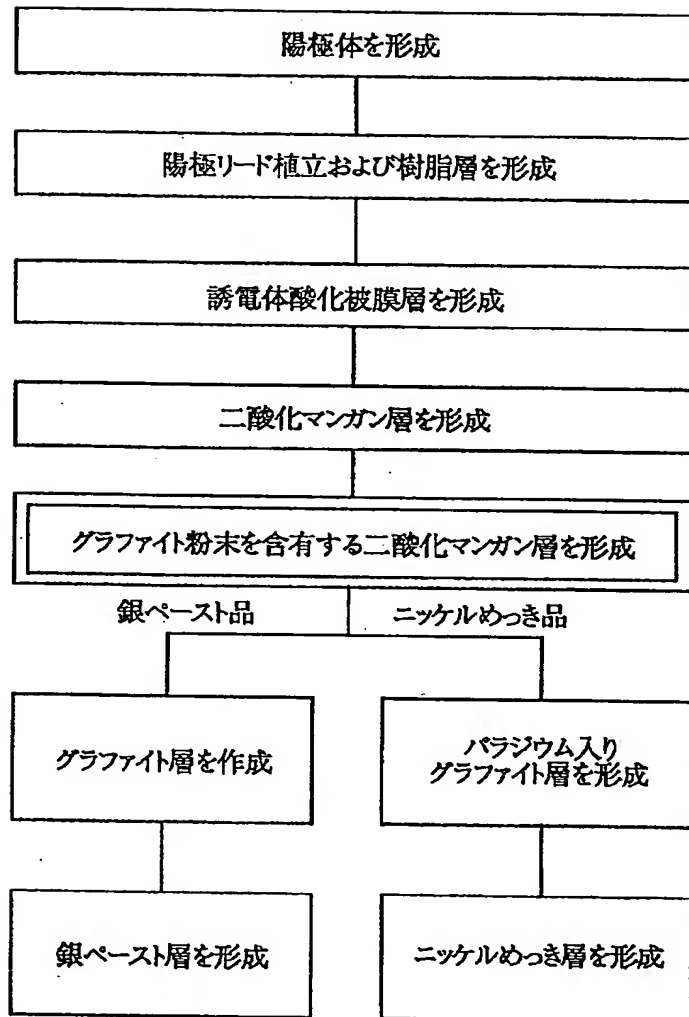 陽極体を形成
陽極リード植立および樹脂層を形成
誘電体酸化被膜層を形成
二酸化マンガン層を形成
グラファイト粉末を含有する二酸化マンガン層を形成
銀ペースト品
ニッケルめっき品
グラファイト層を作成
パラジウム入り
グラファイト層を形成
銀ペースト層を形成
ニッケルめっき層を形成